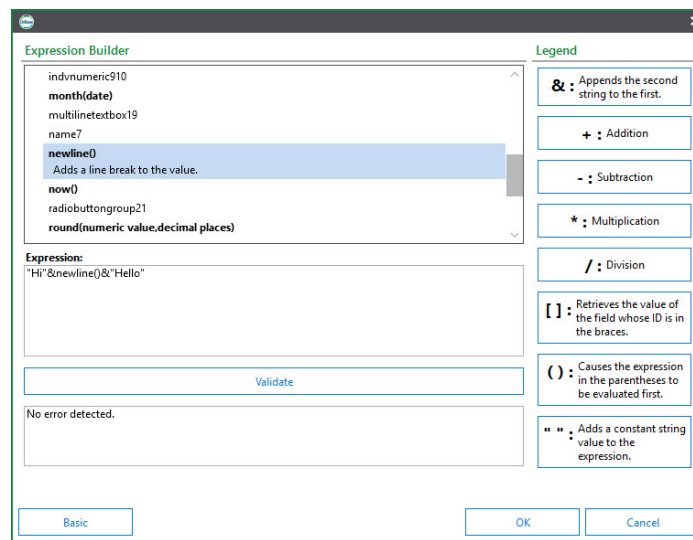 Expression Builder
indvnumeric910
month(date)
multilinetextbox19
name7
newline()
Adds a line break to the value.
now()
radiobuttongroup21
round(numeric value,decimal places)
Expression:
"Hi"&newline()&"Hello"
Validate
No error detected.
Basic
Legend
& : Appends the second
string to the first.
+ : Addition
- : Subtraction
* : Multiplication
/ : Division
[ ] : Retrieves the value of
the field whose ID is in
the braces.
( ) : Causes the expression
in the parentheses to
be evaluated first.
" " : Adds a constant string
value to the
expression.
OK
Cancel